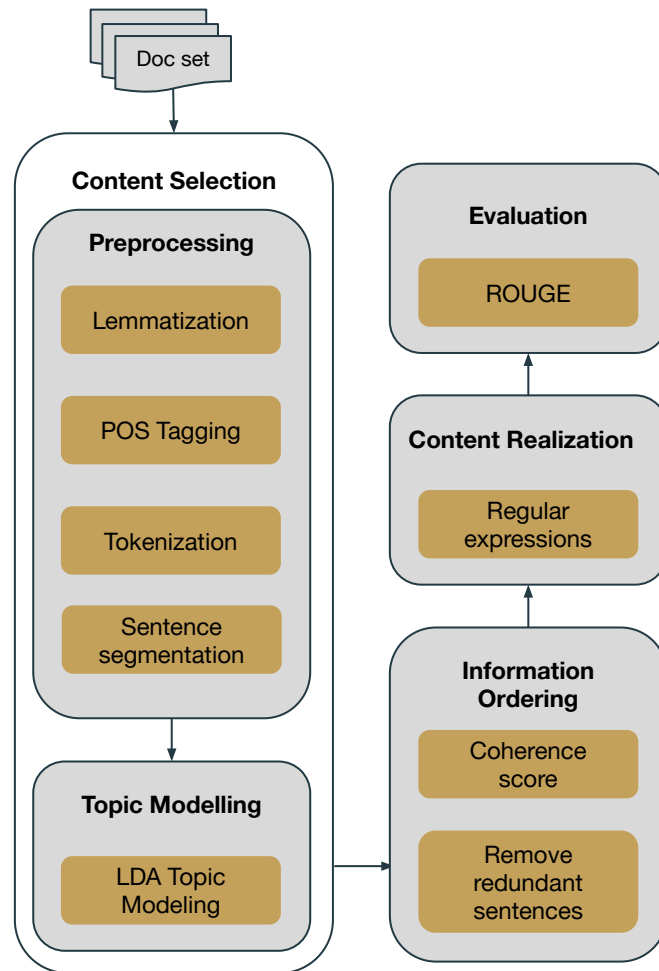 Doc set
Content Selection
Preprocessing
Lemmatization
POS Tagging
Tokenization
Sentence
segmentation
Topic Modelling
LDA Topic
Modeling
Evaluation
ROUGE
Content Realization
Regular
expressions
Information
Ordering
Coherence
score
Remove
redundant
sentences